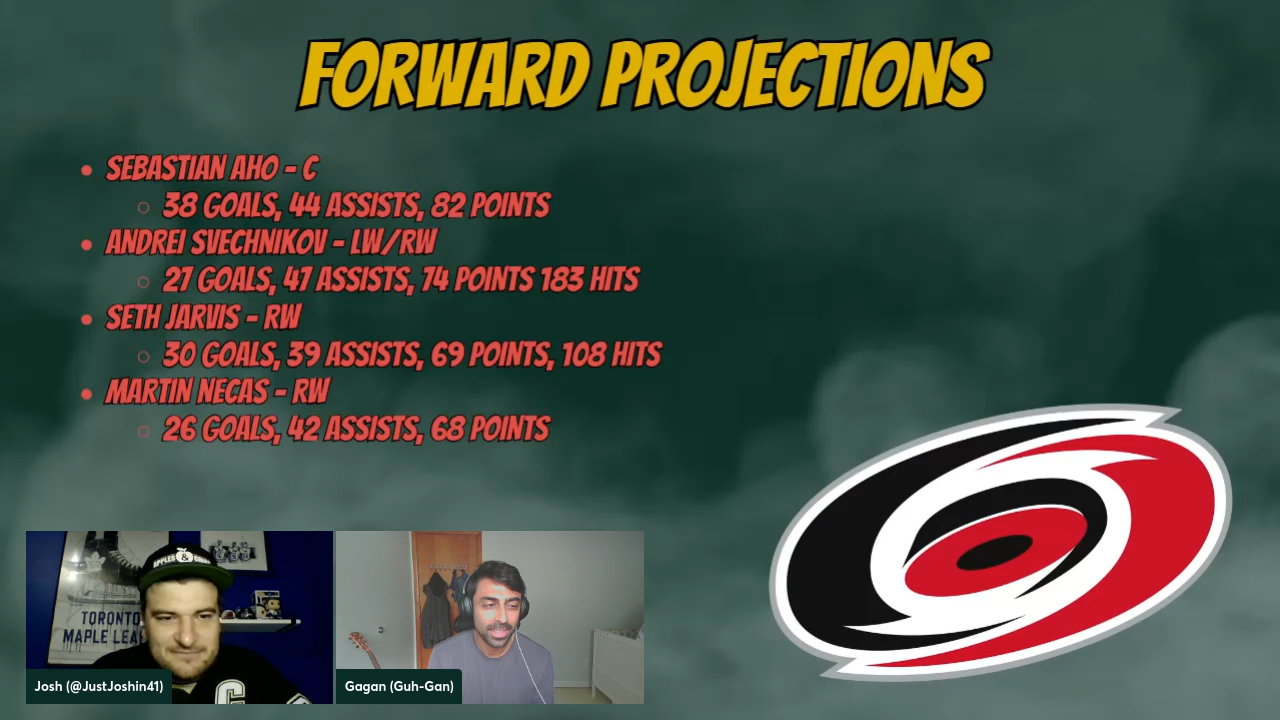 FORWARD PROJECTIONS
• SEBASTIAN AHO - C
○ 38 GOALS, 44 ASSISTS, 82 POINTS
• ANDREI SVECHNIKOV - LW/RW
○ 27 GOALS, 47 ASSISTS, 74 POINTS 183 HITS
• SETH JARVIS - RW
○ 30 GOALS, 39 ASSISTS, 69 POINTS, 108 HITS
• MARTIN NECAS - RW
○ 26 GOALS, 42 ASSISTS, 68 POINTS
APPLES &
TORONTO
MAPLE LEA
Josh (@JustJoshin41)
Gagan (Guh-Gan)